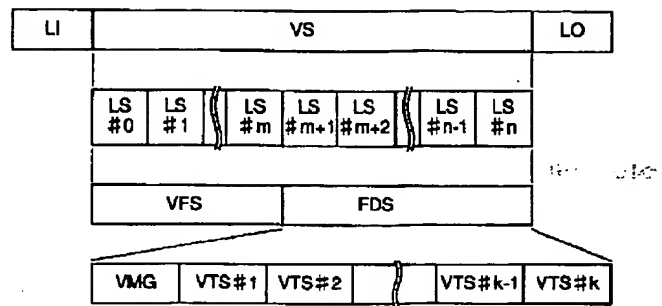 LI VS LO
LS #0 LS #1 LS #m LS #m+1 LS #m+2 LS #n-1 LS #n
VFS FDS
VMG VTS#1 VTS#2 VTS#k-1 VTS#k